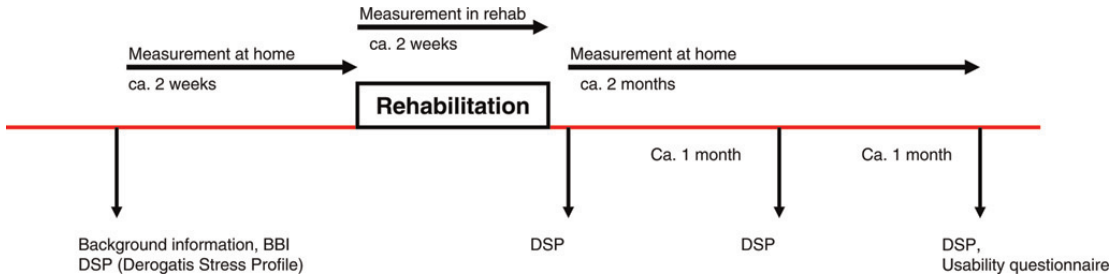 Measurement in rehab
ca. 2 weeks
Measurement at home
ca. 2 weeks
Measurement at home
ca. 2 months
Rehabilitation
Ca. 1 month
Ca. 1 month
Background information, BBI
DSP (Derogatis Stress Profile)
DSP
DSP
DSP,
Usability questionnaire